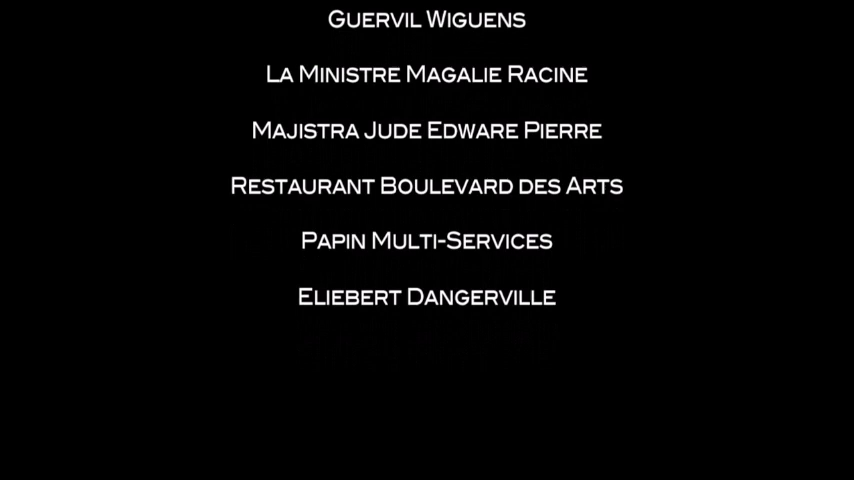 Guervil Wiguens
La Ministre Magalie Racine
Majistra Jude Edware Pierre
Restaurant Boulevard des Arts
Papin Multi-Services
Eliebert Dangerville